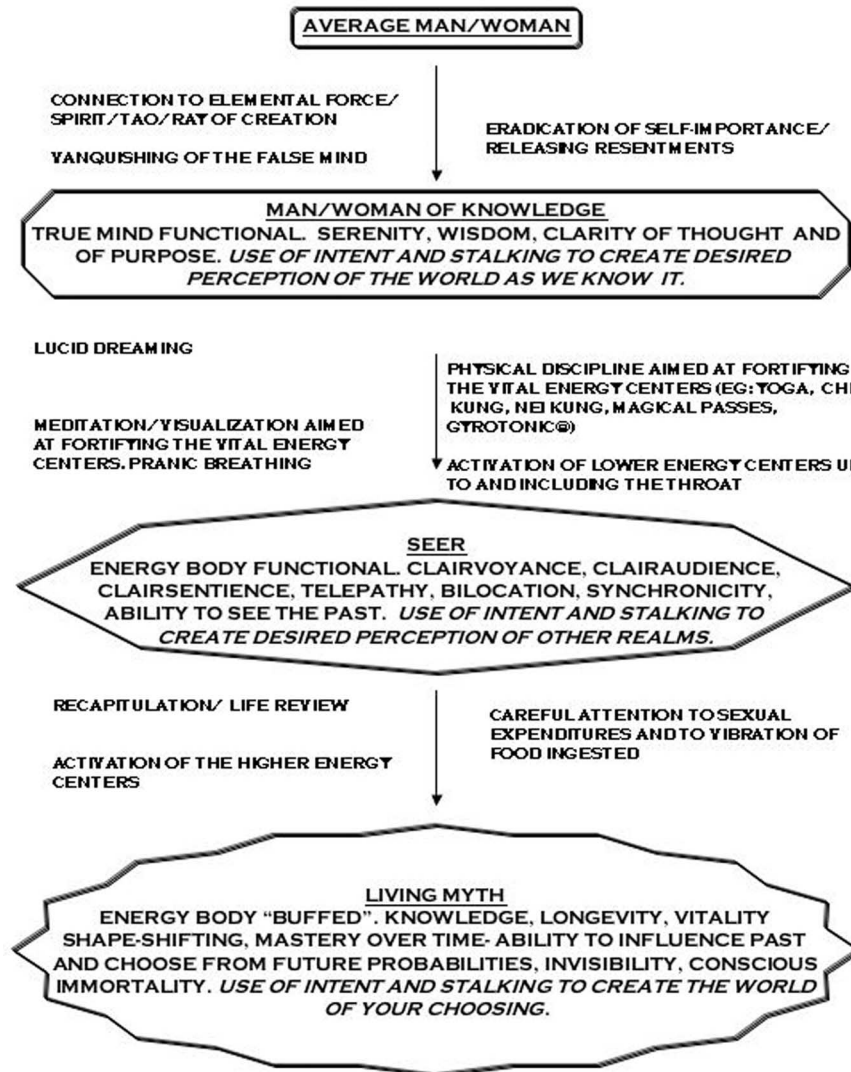 AVERAGE MAN/WOMAN
CONNECTION TO ELEMENTAL FORCE/
SPIRIT/TAO/RAY OF CREATION
VANQUISHING OF THE FALSE MIND
ERADICATION OF SELF-IMPORTANCE/
RELEASING RESENTMENTS
MAN/WOMAN OF KNOWLEDGE
TRUE MIND FUNCTIONAL. SERENITY, WISDOM, CLARITY OF THOUGHT AND
OF PURPOSE. USE OF INTENT AND STALKING TO CREATE DESIRED
PERCEPTION OF THE WORLD AS WE KNOW IT.
LUCID DREAMING
MEDITATION/VISUALIZATION AIMED
AT FORTIFYING THE VITAL ENERGY
CENTERS. PRANIC BREATHING
PHYSICAL DISCIPLINE AIMED AT FORTIFYING
THE VITAL ENERGY CENTERS (EG: YOGA, CHI
KUNG, NEI KUNG, MAGICAL PASSES,
GYROTONIC®)
ACTIVATION OF LOWER ENERGY CENTERS U
TO AND INCLUDING THE THROAT
SEER
ENERGY BODY FUNCTIONAL. CLAIRVOYANCE, CLAIRAUDIENCE,
CLAIRSENTIENCE, TELEPATHY, BILOCATION, SYNCHRONICITY,
ABILITY TO SEE THE PAST. USE OF INTENT AND STALKING TO
CREATE DESIRED PERCEPTION OF OTHER REALMS.
RECAPITULATION/ LIFE REVIEW
ACTIVATION OF THE HIGHER ENERGY
CENTERS
CAREFUL ATTENTION TO SEXUAL
EXPENDITURES AND TO VIBRATION OF
FOOD INGESTED
LIVING MYTH
ENERGY BODY “BUFFED”. KNOWLEDGE, LONGEVITY, VITALITY
SHAPE-SHIFTING, MASTERY OVER TIME- ABILITY TO INFLUENCE PAST
AND CHOOSE FROM FUTURE PROBABILITIES, INVISIBILITY, CONSCIOUS
IMMORTALITY. USE OF INTENT AND STALKING TO CREATE THE WORLD
OF YOUR CHOOSING.